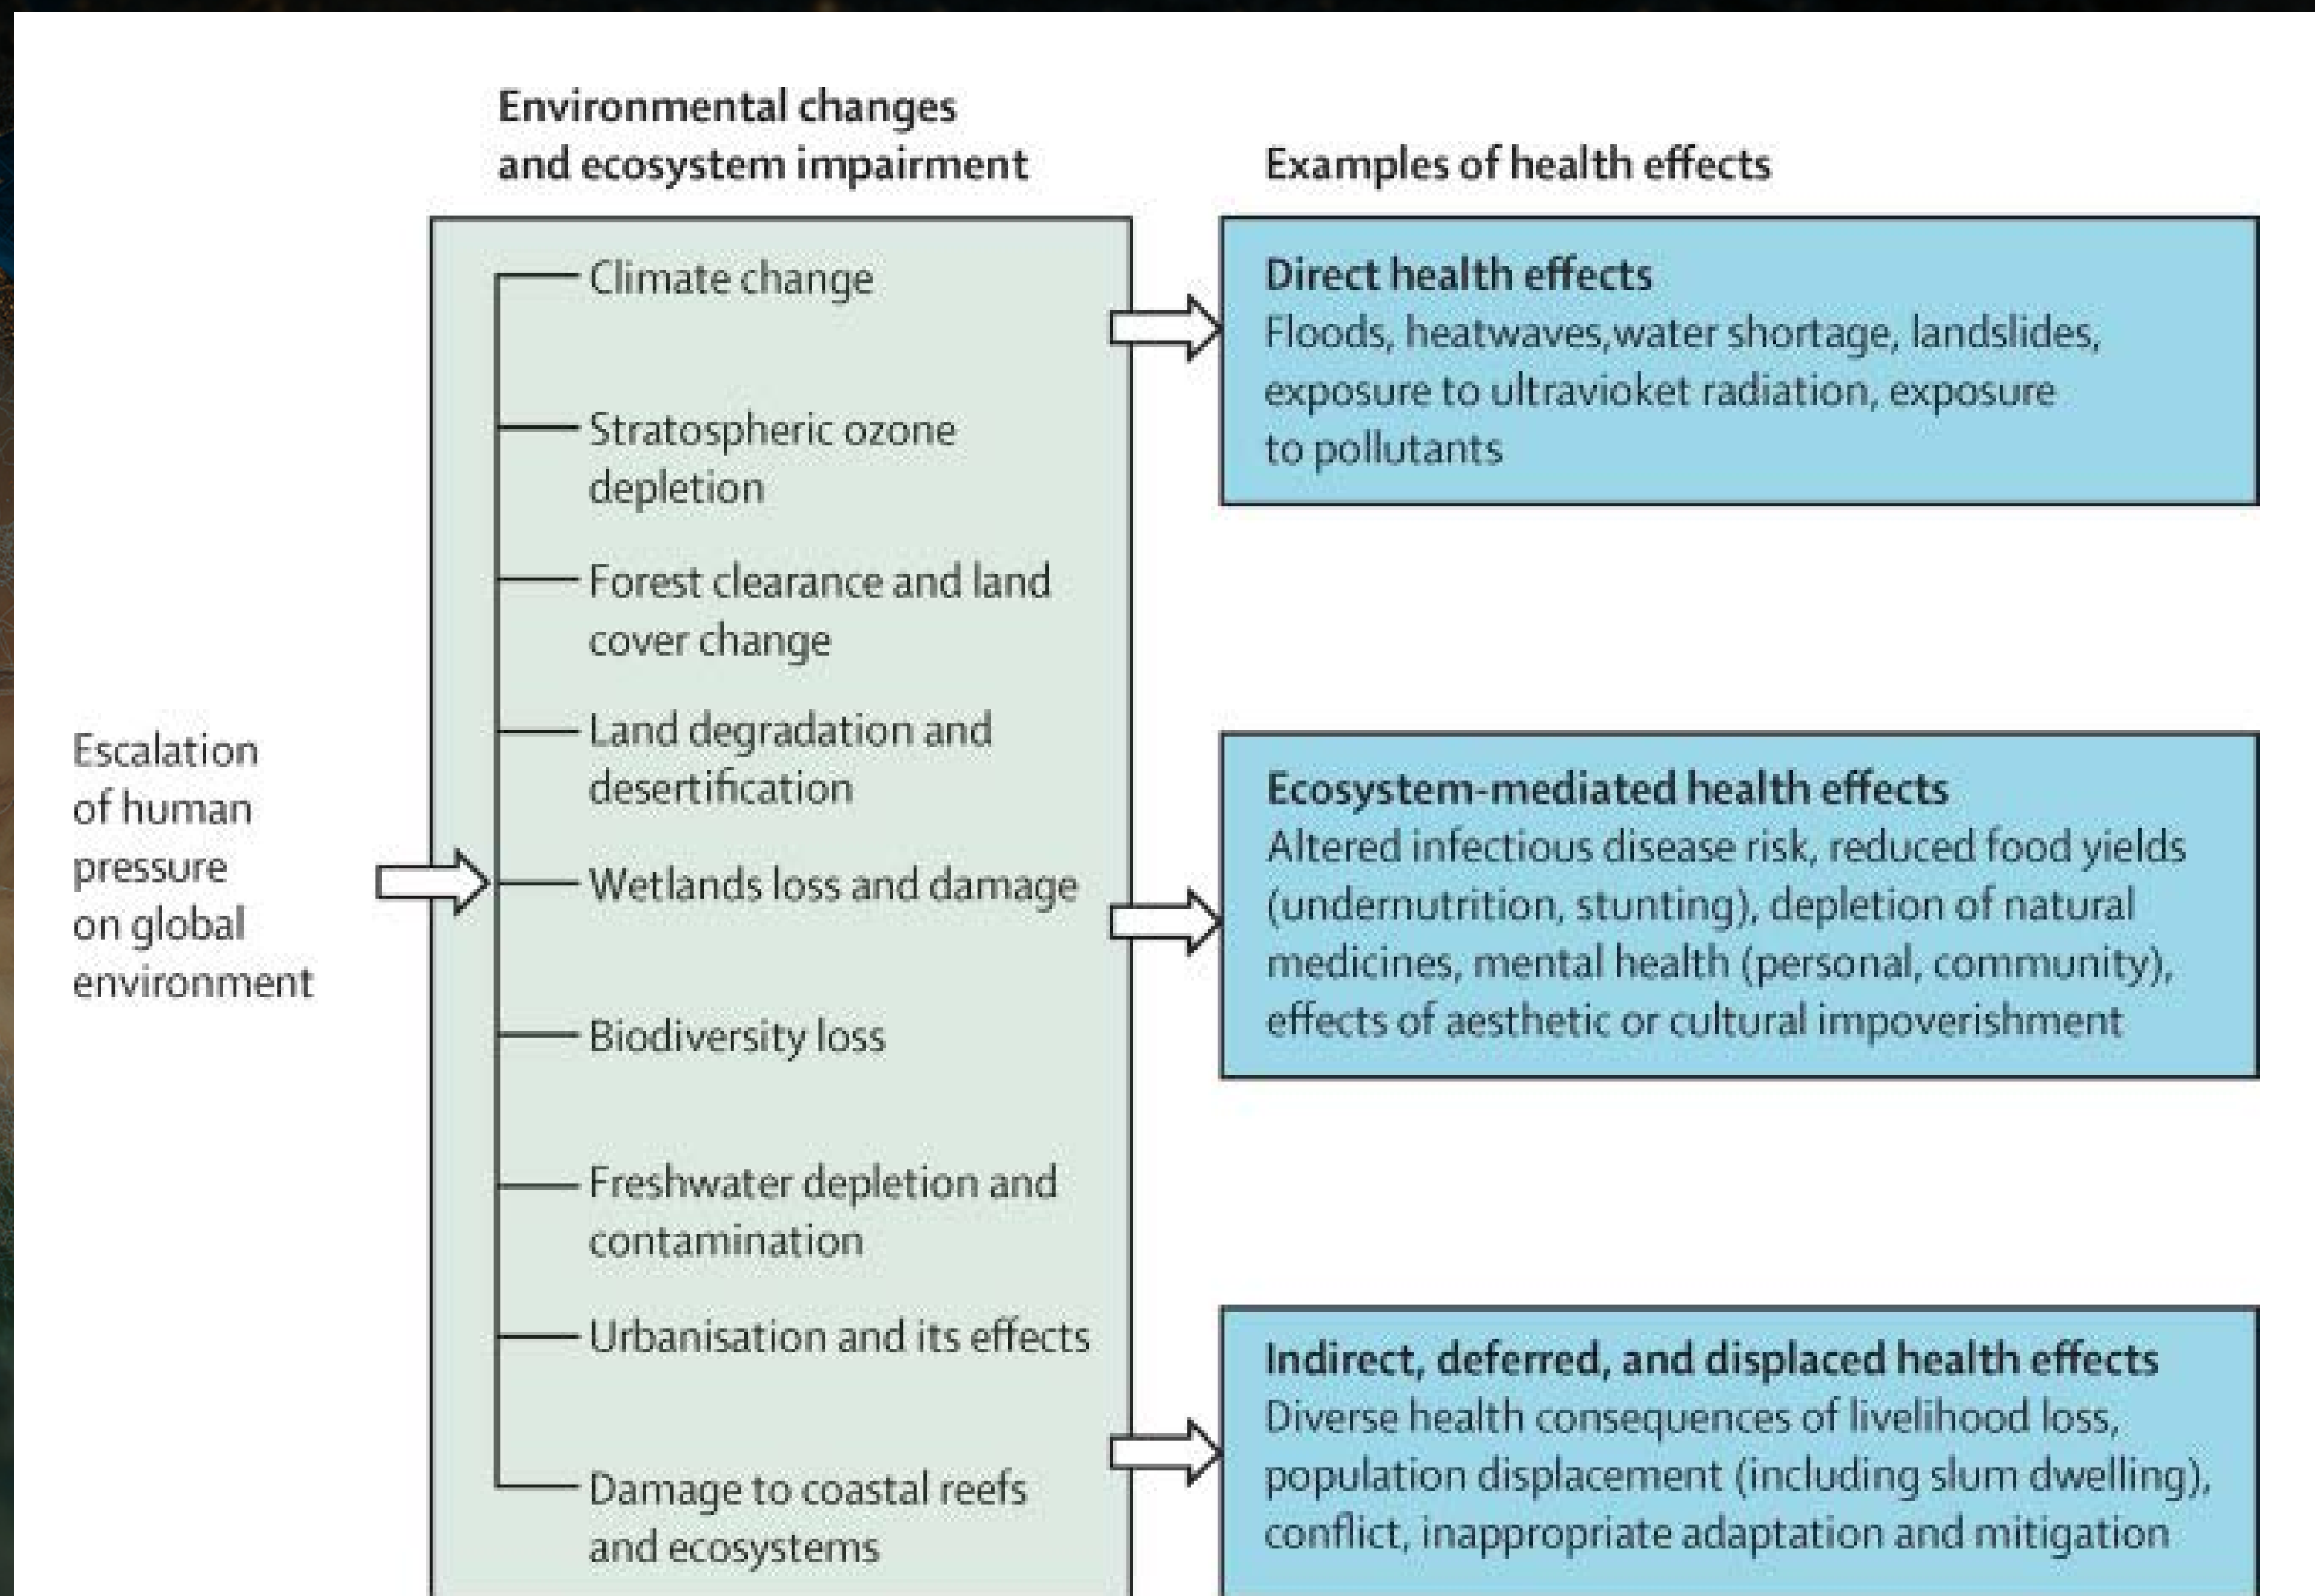 Environmental changes
and ecosystem impairment
Examples of health effects
Escalation
of human
pressure
on global
environment
Climate change
Stratospheric ozone
depletion
Forest clearance and land
cover change
Land degradation and
desertification
Wetlands loss and damage
Biodiversity loss
Freshwater depletion and
contamination
Urbanisation and its effects
Damage to coastal reefs
and ecosystems
Direct health effects
Floods, heatwaves,water shortage, landslides,
exposure to ultravioket radiation, exposure
to pollutants
Ecosystem-mediated health effects
Altered infectious disease risk, reduced food yields
(undernutrition, stunting), depletion of natural
medicines, mental health (personal, community),
effects of aesthetic or cultural impoverishment
Indirect, deferred, and displaced health effects
Diverse health consequences of livelihood loss,
population displacement (including slum dwelling),
conflict, inappropriate adaptation and mitigation